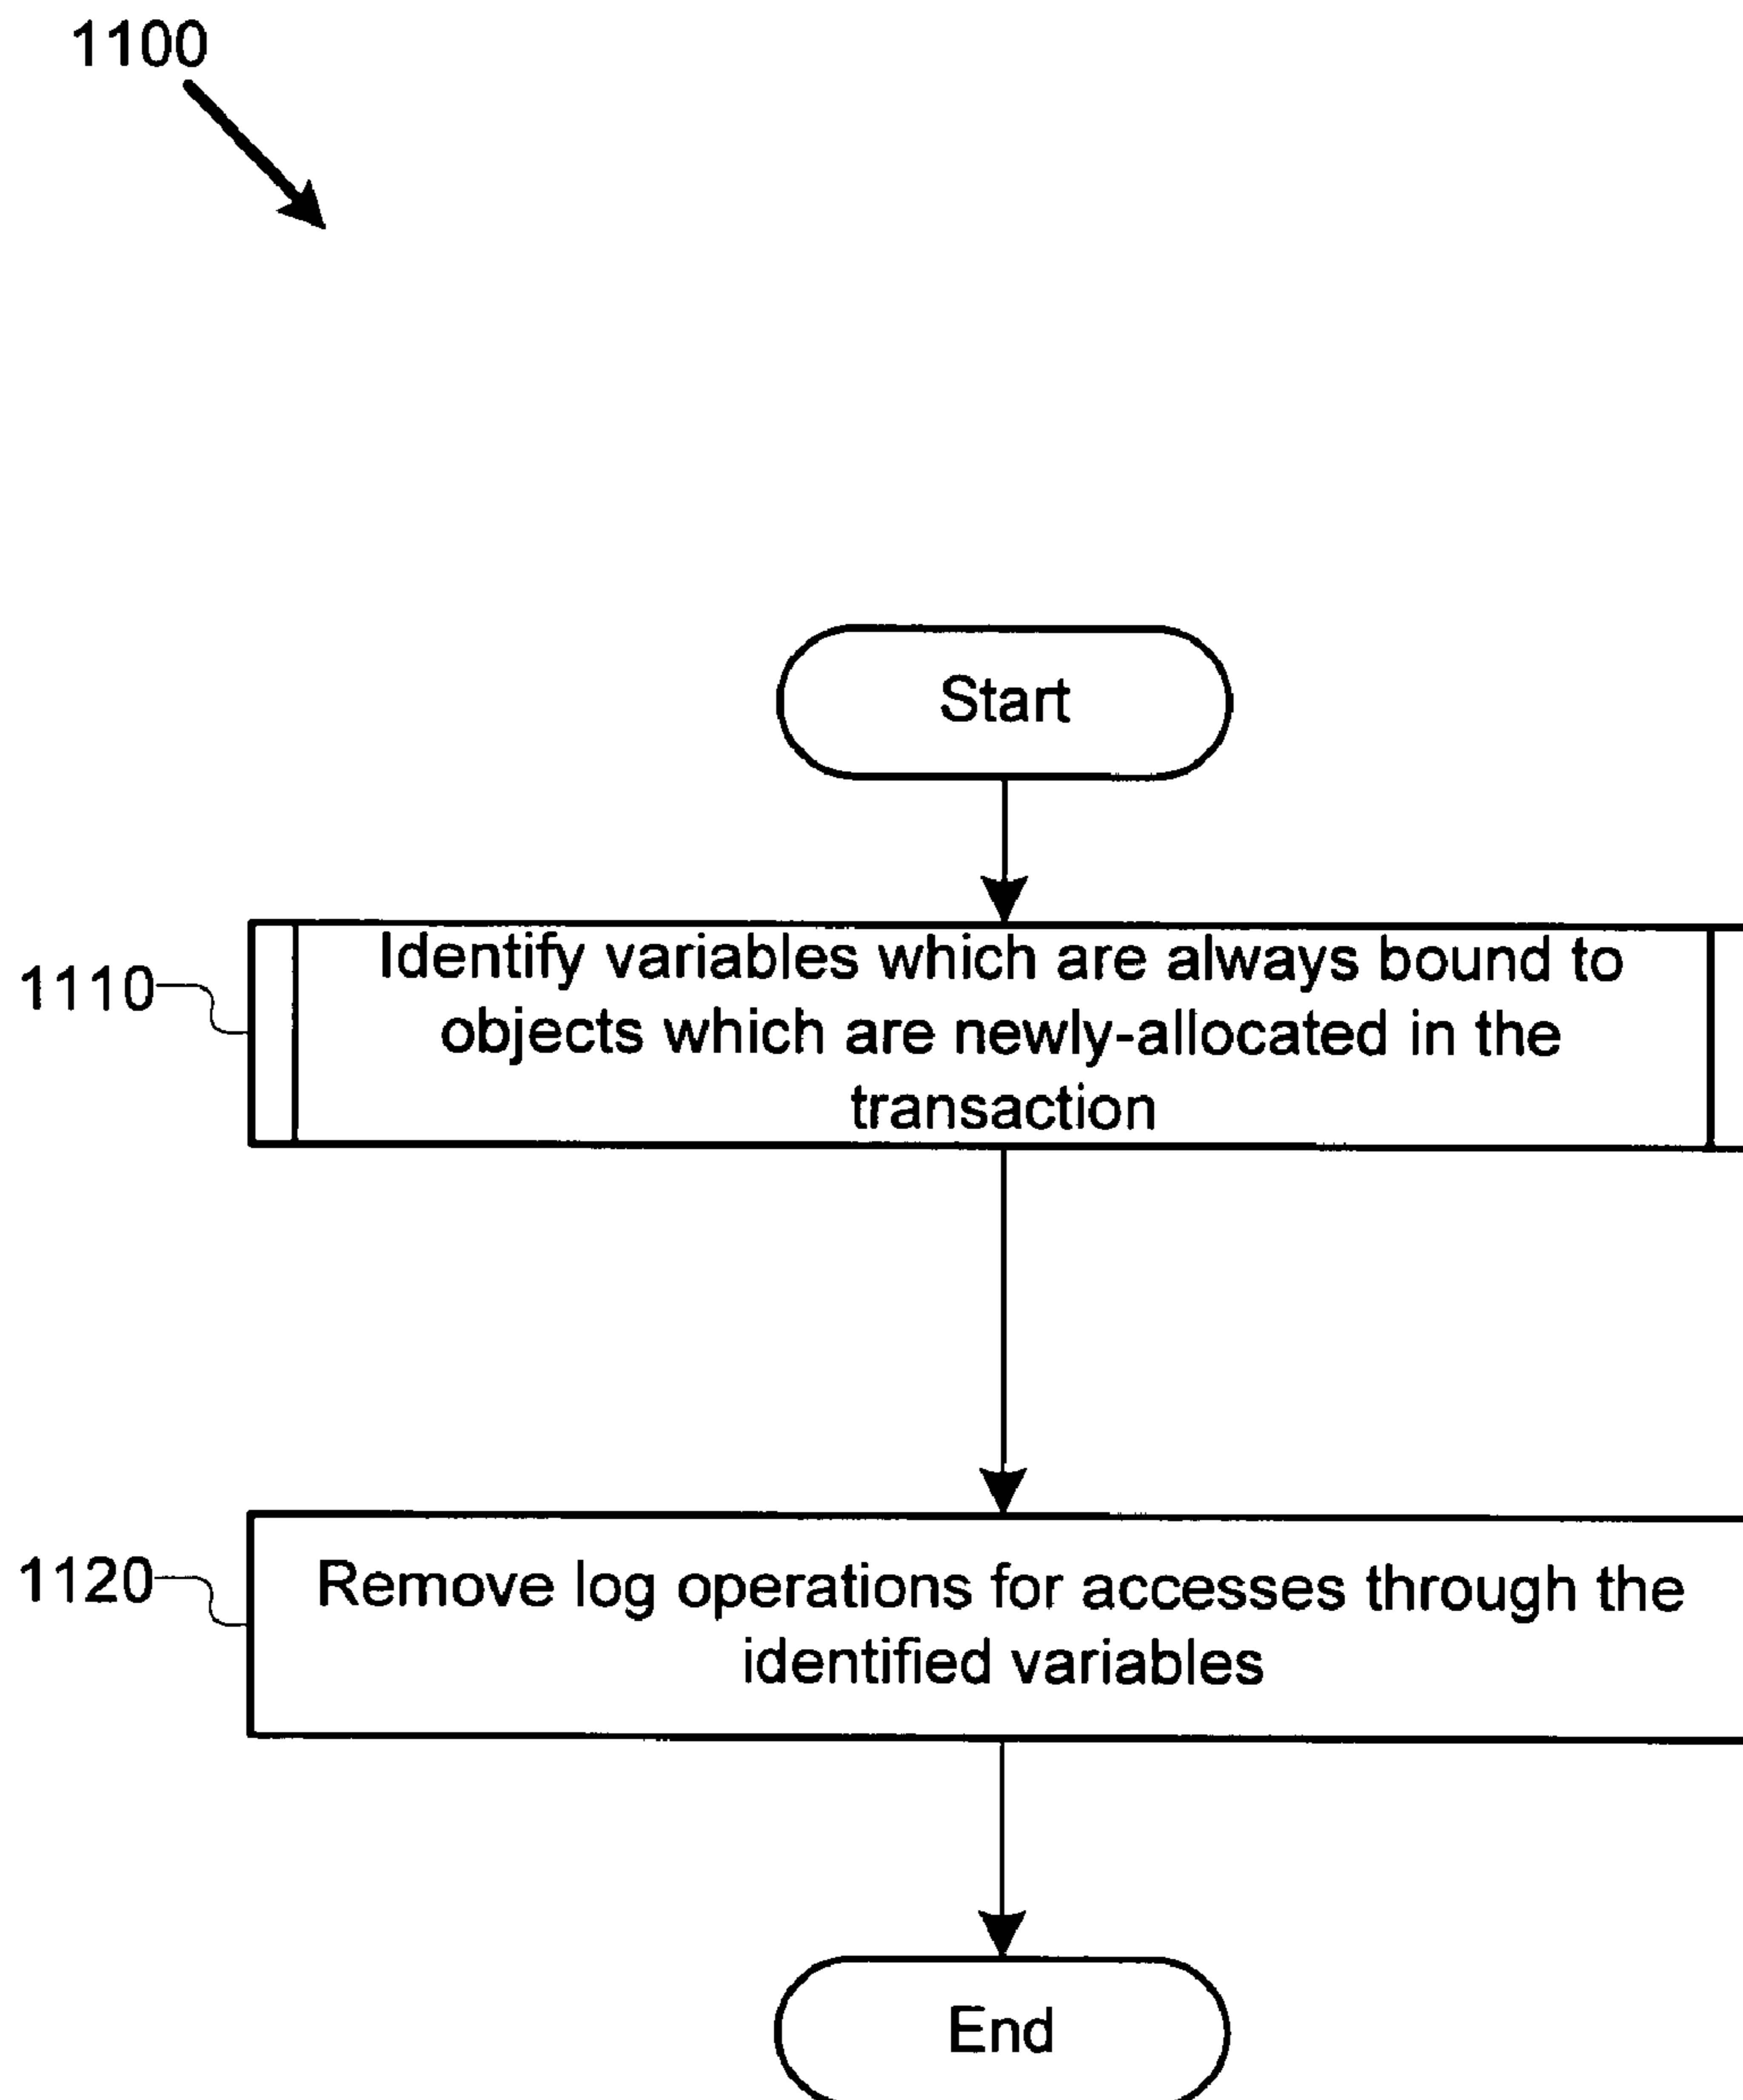 1100
Start
1110
Identify variables which are always bound to
objects which are newly-allocated in the
transaction
1120
Remove log operations for accesses through the
identified variables
End